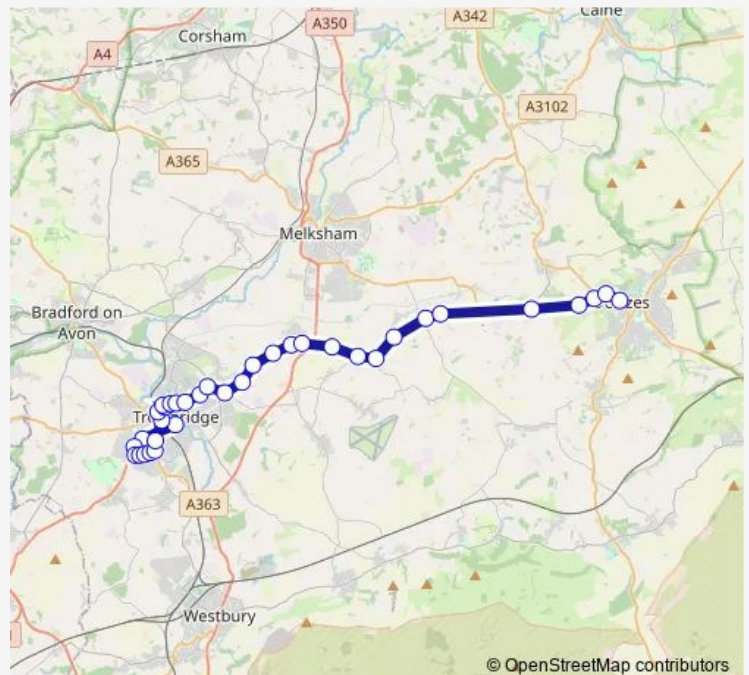 A350
A342
Calne
Corsham
A4
A3102
A365
Melksham
Bradford on
Avon
A363
Westbury
© OpenStreetMap contributors